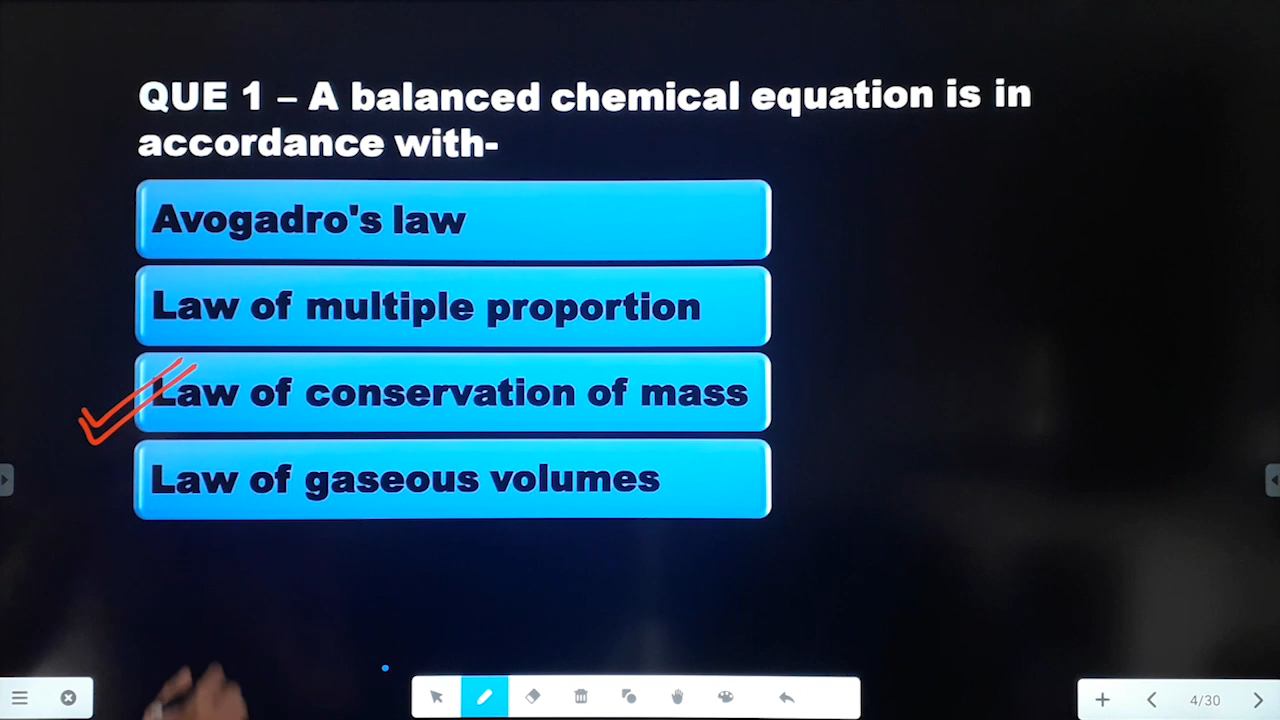 QUE 1 – A balanced chemical equation is in
accordance with-
Avogadro's law
Law of multiple proportion
Law of conservation of mass
Law of gaseous volumes
4/30